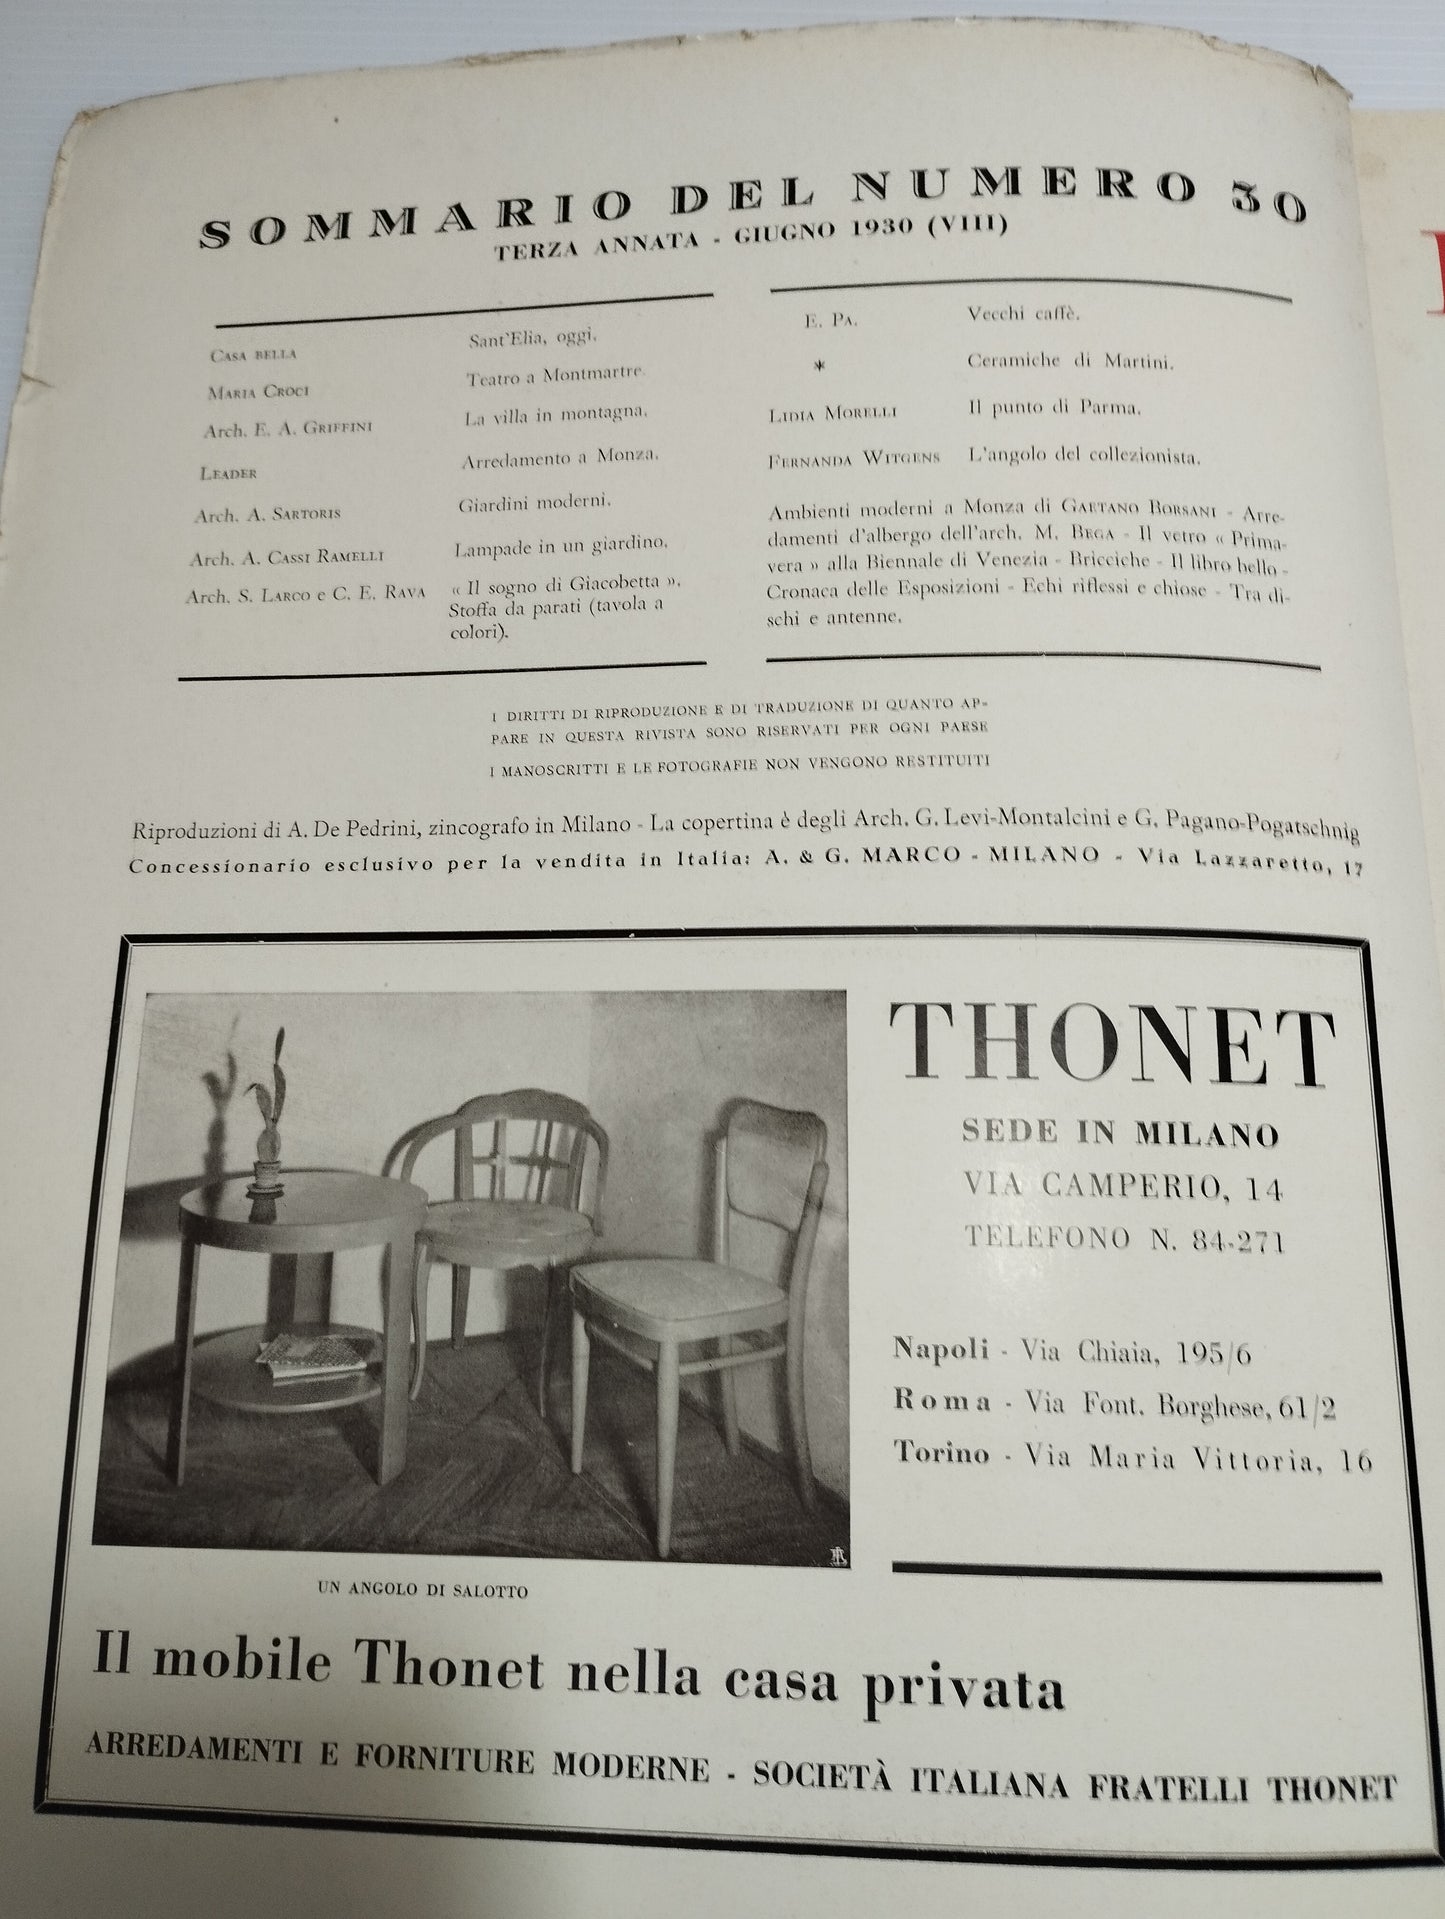 SOMMARIO DEL NUMERO 30
TERZA ANNATA - GIUGNO 1930 (VIII)
CASA BELLA Sant'Elia, oggi.
MARIA CROCI Teatro a Montmartre.
Arch. E. A. GRIFFINI La villa in montagna.
LEADER Arredamento a Monza.
Arch. A. SARTORIS Giardini moderni.
Arch. A. CASSI RAMELLI Lampade in un giardino.
Arch. S. LARCO e C. E. RAVA « Il sogno di Giacobetta ».
Stoffa da parati (tavola a
colori).
E. PA. Vecchi caffè.
* Ceramiche di Martini.
LIDIA MORELLI Il punto di Parma.
FERNANDA WITGENS L'angolo del collezionista.
Ambienti moderni a Monza di GAETANO BORSANI - Arre-
damenti d'albergo dell'arch. M. BEGA - Il vetro « Prima-
vera » alla Biennale di Venezia - Bricciche - Il libro bello -
Cronaca delle Esposizioni - Echi riflessi e chiose - Tra di-
schi e antenne.
I DIRITTI DI RIPRODUZIONE E DI TRADUZIONE DI QUANTO AP-
PARE IN QUESTA RIVISTA SONO RISERVATI PER OGNI PAESE
I MANOSCRITTI E LE FOTOGRAFIE NON VENGONO RESTITUITI
Riproduzioni di A. De Pedrini, zincografo in Milano - La copertina è degli Arch. G. Levi-Montalcini e G. Pagano-Pogatschnig
Concessionario esclusivo per la vendita in Italia: A. & G. MARCO - MILANO - Via Lazzaretto, 17
THONET
SEDE IN MILANO
VIA CAMPERIO, 14
TELEFONO N. 84-271
Napoli - Via Chiaia, 195/6
Roma - Via Font. Borghese, 61/2
Torino - Via Maria Vittoria, 16
UN ANGOLO DI SALOTTO
Il mobile Thonet nella casa privata
ARREDAMENTI E FORNITURE MODERNE - SOCIETÀ ITALIANA FRATELLI THONET